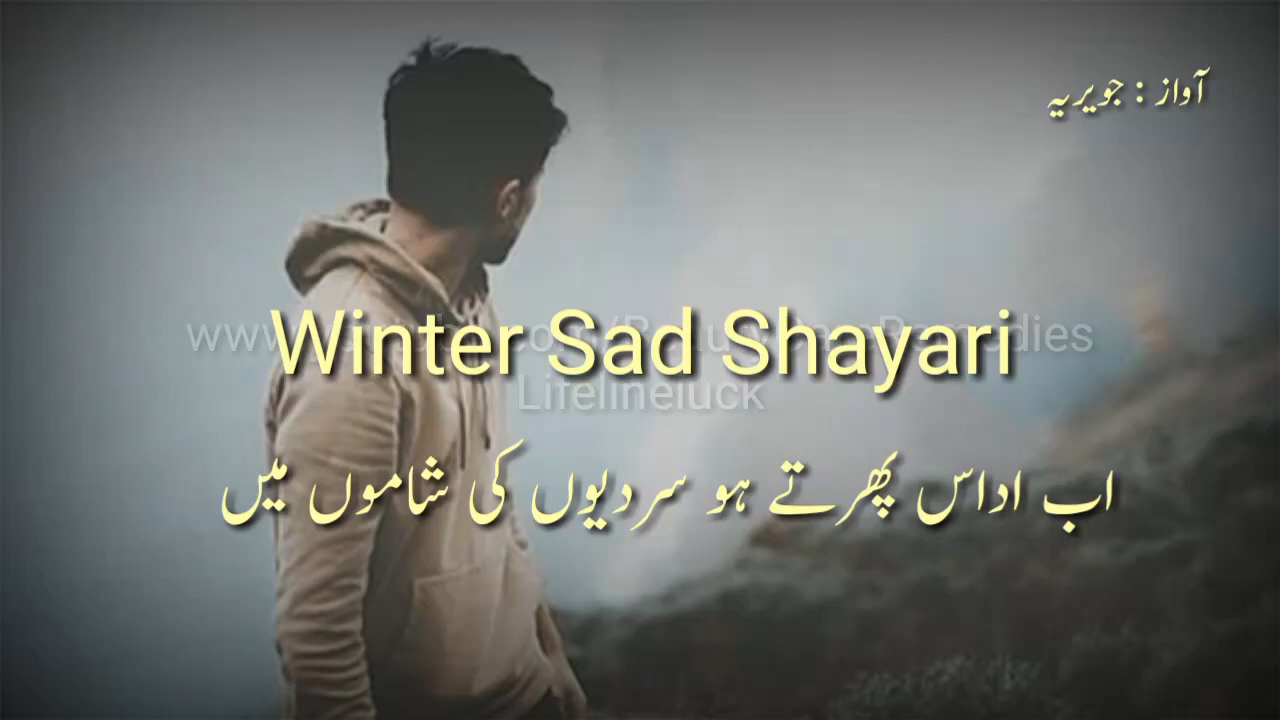 آواز : جویریہ
Winter Sad Shayari
Lifelineluck
اب اداس پھرتے ہو سردیوں کی شاموں میں